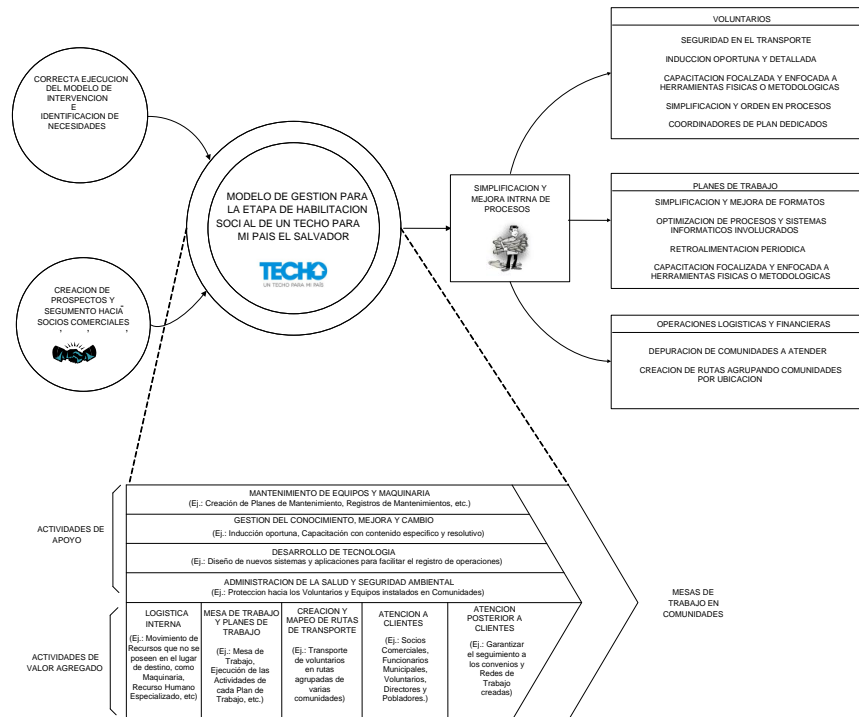 CORRECTA EJECUCION
DEL MODELO DE
INTERVENCION
E
IDENTIFICACION DE
NECESIDADES
CREACION DE
PROSPECTOS Y
SEGUMENTO HACIA
SOCIOS COMERCIALES
MODELO DE GESTION PARA
LA ETAPA DE HABILITACION
SOCI AL DE UN TECHO PARA
MI PAIS EL SALVADOR
TECHO
UN TECHO PARA MI PAÍS
SIMPLIFICACION Y
MEJORA INTRNA DE
PROCESOS
VOLUNTARIOS
SEGURIDAD EN EL TRANSPORTE
INDUCCION OPORTUNA Y DETALLADA
CAPACITACION FOCALZADA Y ENFOCADA A
HERRAMIENTAS FISICAS O METODOLOGICAS
SIMPLIFICACION Y ORDEN EN PROCESOS
COORDINADORES DE PLAN DEDICADOS
PLANES DE TRABAJO
SIMPLIFICACION Y MEJORA DE FORMATOS
OPTIMIZACION DE PROCESOS Y SISTEMAS
INFORMATICOS INVOLUCRADOS
RETROALIMENTACION PERIODICA
CAPACITACION FOCALIZADA Y ENFOCADA A
HERRAMIENTAS FISICAS O METODOLOGICAS
OPERACIONES LOGISTICAS Y FINANCIERAS
DEPURACION DE COMUNIDADES A ATENDER
CREACION DE RUTAS AGRUPANDO COMUNIDADES
POR UBICACION
ACTIVIDADES DE
APOYO
MANTENIMIENTO DE EQUIPOS Y MAQUINARIA
(Ej.: Creación de Planes de Mantenimiento, Registros de Mantenimientos, etc.)
GESTION DEL CONOCIMIENTO, MEJORA Y CAMBIO
(Ej.: Inducción oportuna, Capacitación con contenido especifico y resolutivo)
DESARROLLO DE TECNOLOGIA
(Ej.: Diseño de nuevos sistemas y aplicaciones para facilitar el registro de operaciones)
ADMINISTRACION DE LA SALUD Y SEGURIDAD AMBIENTAL
(Ej.: Proteccion hacia los Voluntarios y Equipos instalados en Comunidades)
ACTIVIDADES DE
VALOR AGREGADO
LOGISTICA
INTERNA
(Ej.: Movimiento de
Recursos que no se
poseen en el lugar
de destino, como
Maquinaria,
Recurso Humano
Especializado, etc)
MESA DE TRABAJO
Y PLANES DE
TRABAJO
(Ej.: Mesa de
Trabajo,
Ejecución de las
Actividades de
cada Plan de
Trabajo, etc.)
CREACION Y
MAPEO DE RUTAS
DE TRANSPORTE
(Ej.: Transporte
de voluntarios
en rutas
agrupadas de
varias
comunidades)
ATENCION A
CLIENTES
(Ej.: Socios
Comerciales,
Funcionarios
Municipales,
Voluntarios,
Directores y
Pobladores.)
ATENCION
POSTERIOR A
CLIENTES
(Ej.: Garantizar
el seguimiento a
los convenios y
Redes de
Trabajo
creadas)
MESAS DE
TRABAJO EN
COMUNIDADES